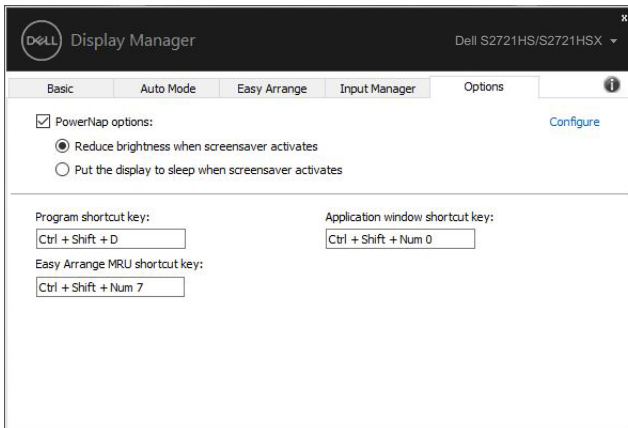 x
DELL Display Manager
Dell S2721HS/S2721HSX
Basic Auto Mode Easy Arrange Input Manager Options
PowerNap options: Configure
Reduce brightness when screensaver activates
Put the display to sleep when screensaver activates
Program shortcut key: Application window shortcut key:
Ctrl + Shift + D Ctrl + Shift + Num 0
Easy Arrange MRU shortcut key:
Ctrl + Shift + Num 7